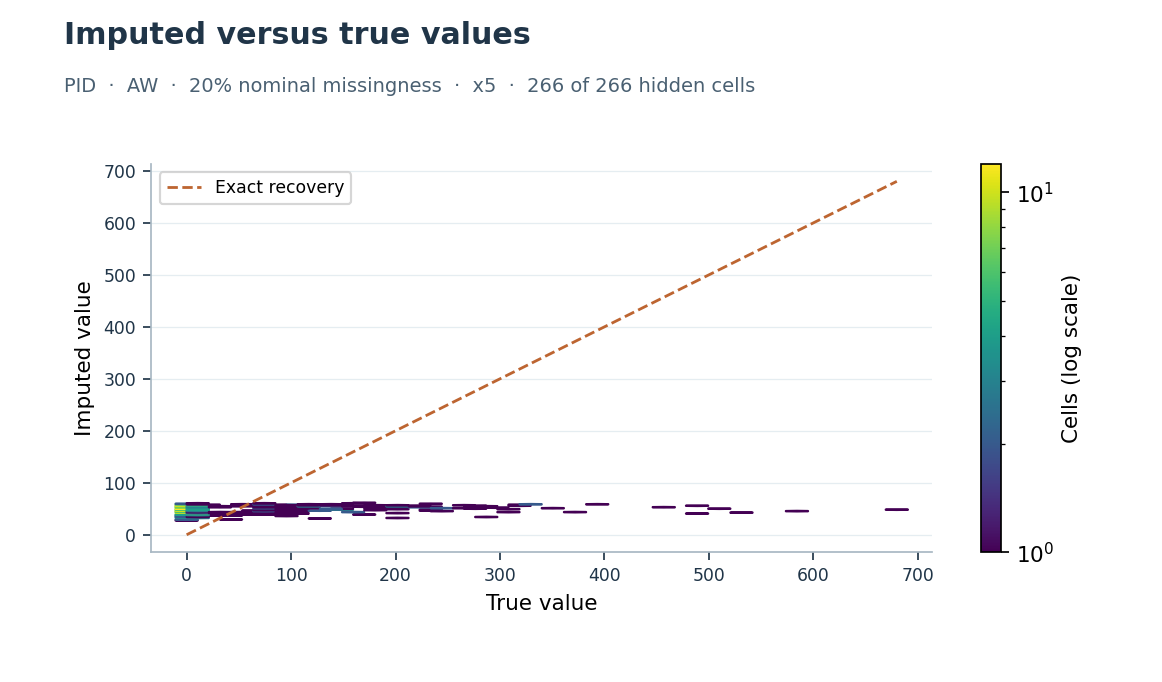 Imputed versus true values
PID · AW · 20% nominal missingness · x5 · 266 of 266 hidden cells
Exact recovery
700
600
500
400
300
200
100
0
Imputed value
0 100 200 300 400 500 600 700
True value
10¹
10⁰
Cells (log scale)